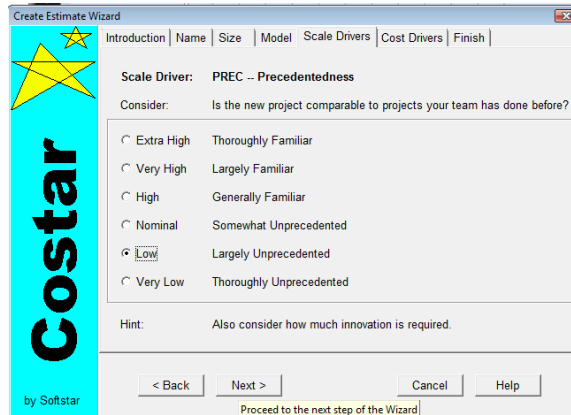 Create Estimate Wizard
Introduction Name Size Model Scale Drivers Cost Drivers Finish
Scale Driver: PREC -- Precedentedness
Consider: Is the new project comparable to projects your team has done before?
Extra High Thoroughly Familiar
Very High Largely Familiar
High Generally Familiar
Nominal Somewhat Unprecedented
Low Largely Unprecedented
Very Low Thoroughly Unprecedented
Hint: Also consider how much innovation is required.
Costar
by Softstar
< Back Next > Cancel Help
Proceed to the next step of the Wizard